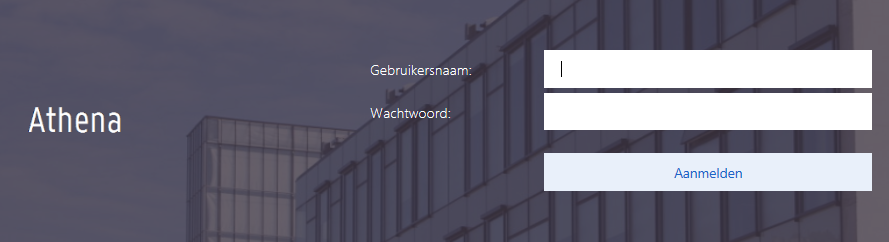 Athena
Gebruikersnaam:
Wachtwoord:
Aanmelden